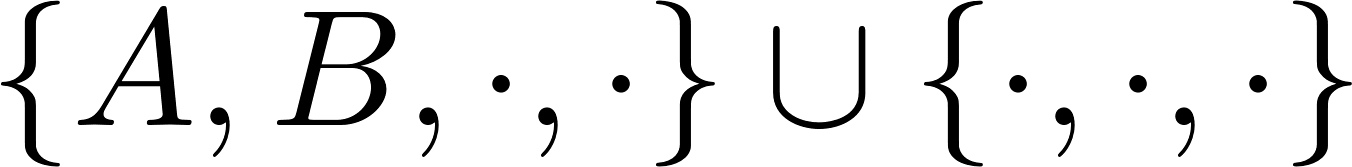 {A, B, ·, ·} ∪ {·, ·, ·}